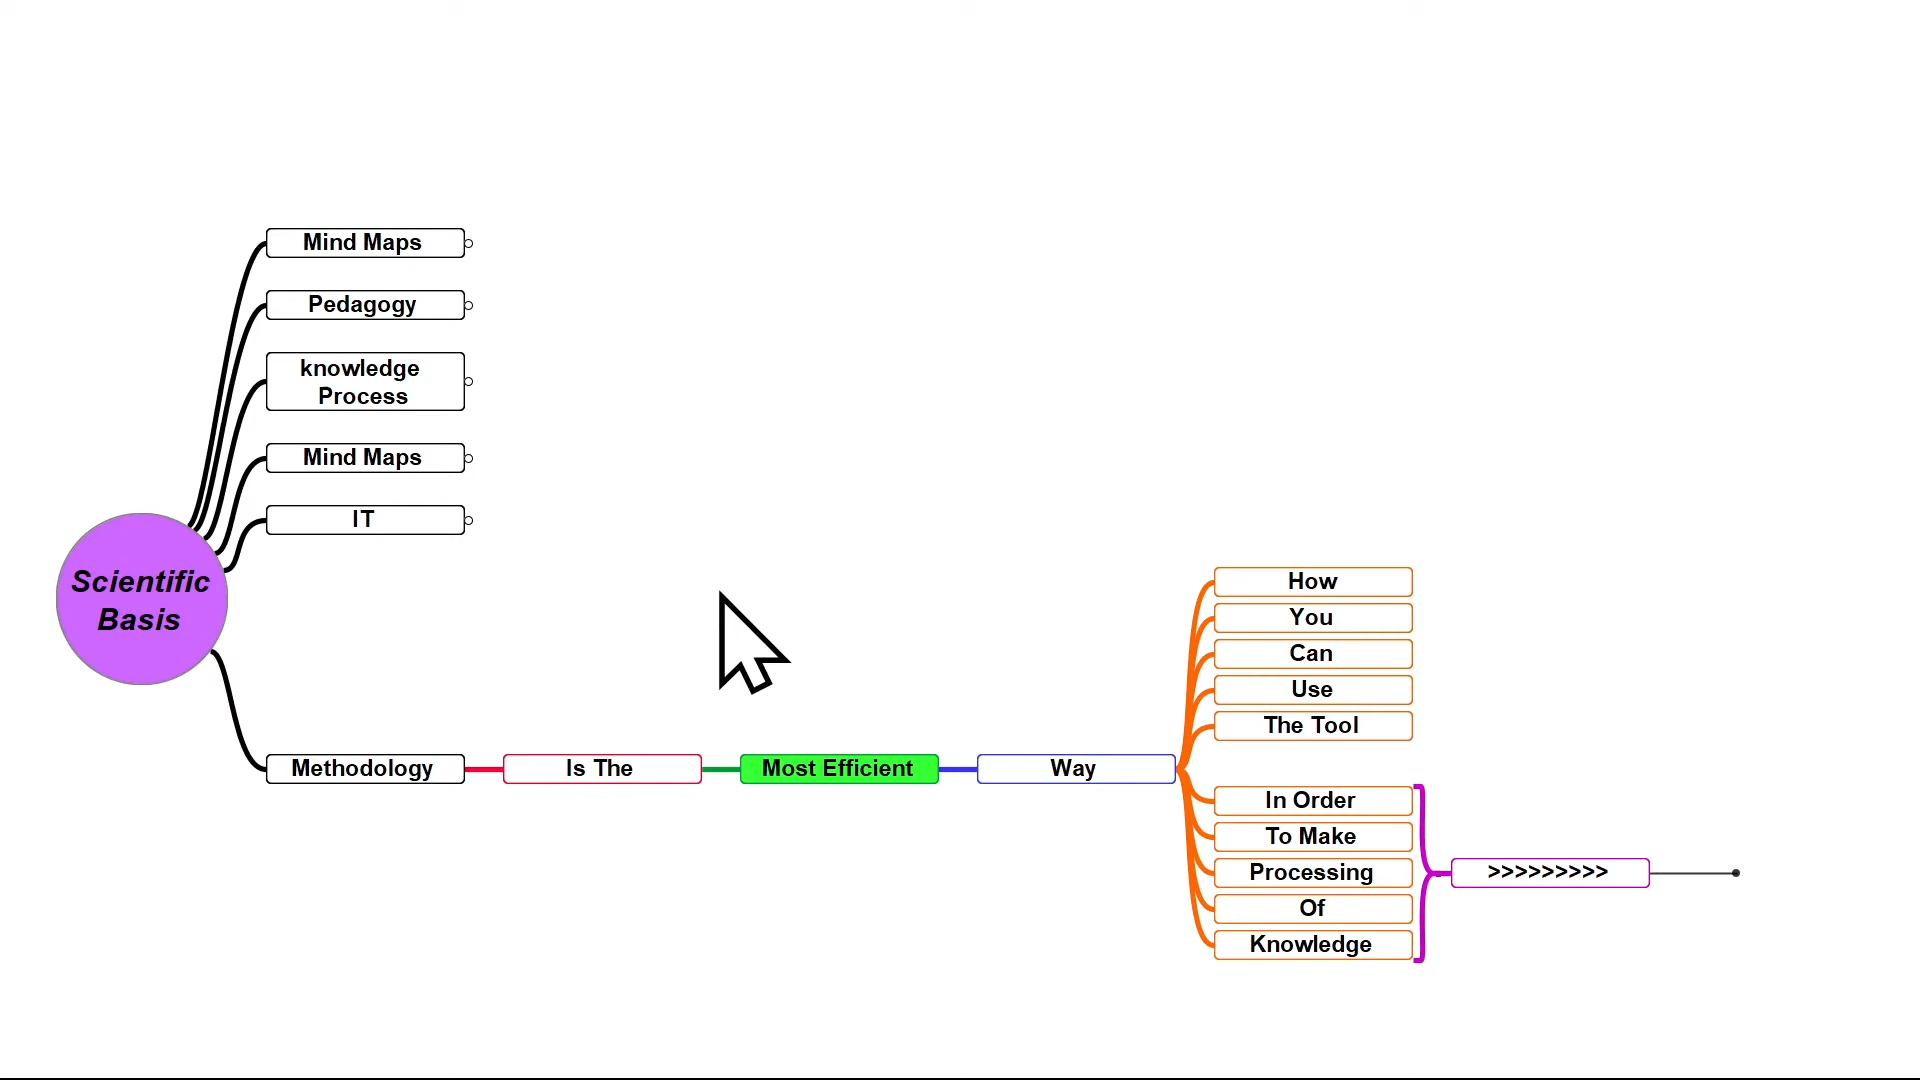 Scientific
Basis
Mind Maps
Pedagogy
knowledge
Process
Mind Maps
IT
Methodology
Is The
Most Efficient
Way
How
You
Can
Use
The Tool
In Order
To Make
Processing
Of
Knowledge
>>>>>>>>>